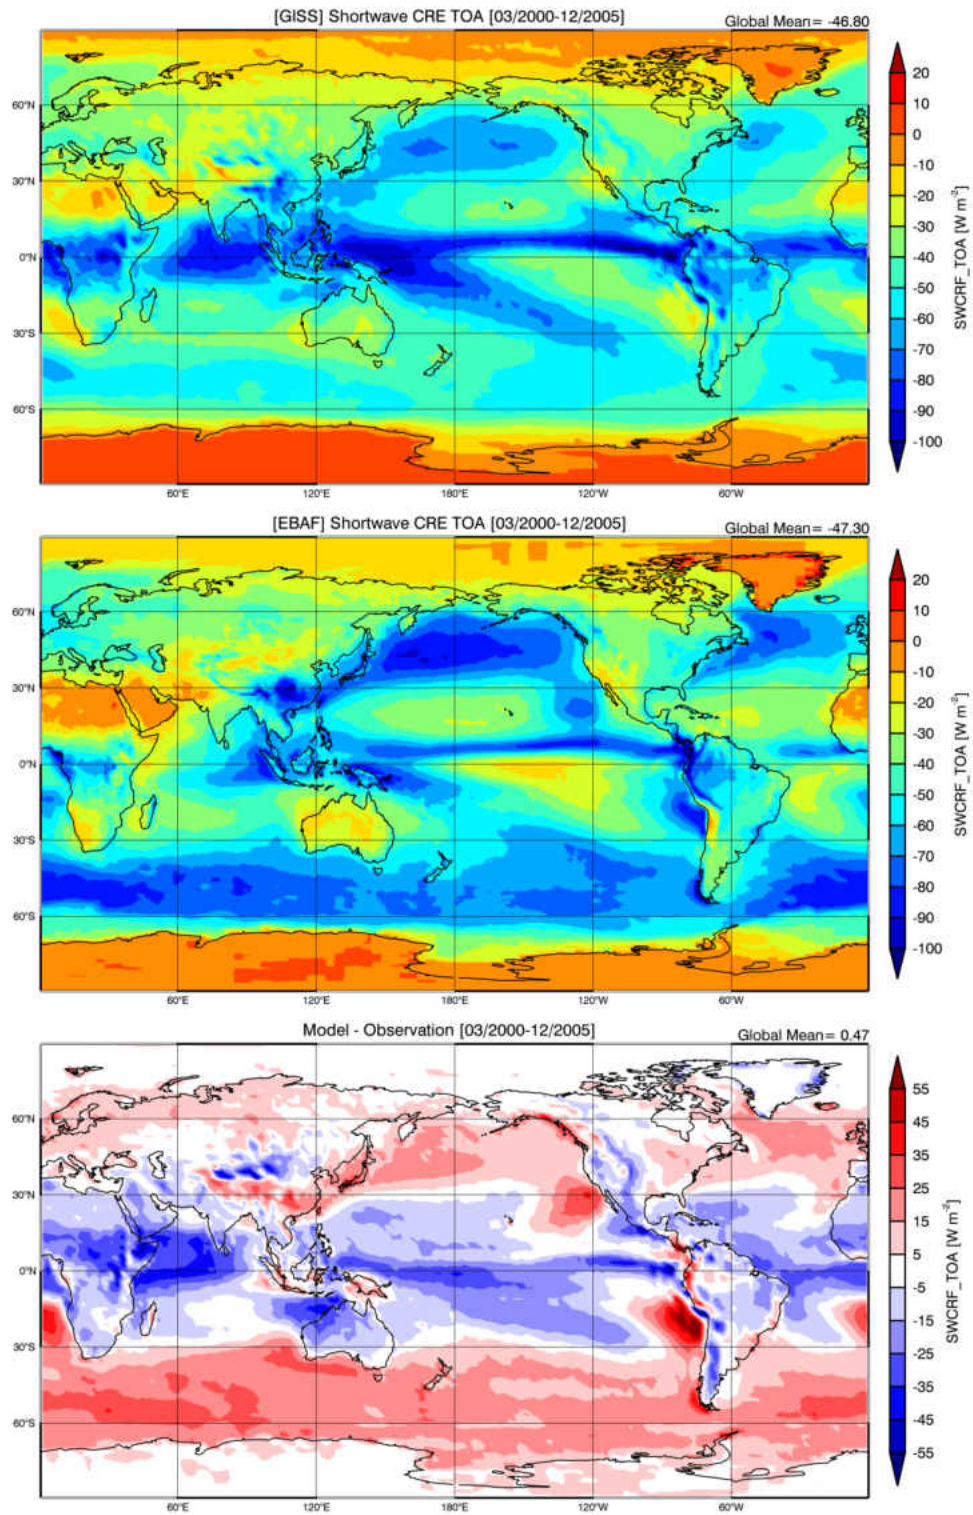 [GISS] Shortwave CRE TOA [03/2000-12/2005]
Global Mean= -46.80
60°N
30°N
0°N
30°S
60°S
60°E
120°E
180°E
120°W
60°W
20
10
0
-10
-20
-30
-40
-50
-60
-70
-80
-90
-100
SWCRF_TOA [W m-2]
[EBAF] Shortwave CRE TOA [03/2000-12/2005]
Global Mean= -47.30
60°N
30°N
0°N
30°S
60°S
60°E
120°E
180°E
120°W
60°W
20
10
0
-10
-20
-30
-40
-50
-60
-70
-80
-90
-100
SWCRF_TOA [W m-2]
Model - Observation [03/2000-12/2005]
Global Mean= 0.47
60°N
30°N
0°N
30°S
60°S
60°E
120°E
180°E
120°W
60°W
55
45
35
25
15
5
-5
-15
-25
-35
-45
-55
SWCRF_TOA [W m-2]